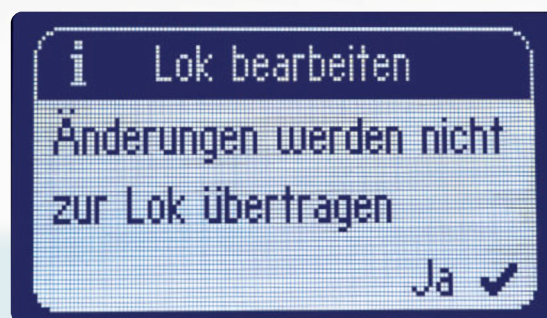 i Lok bearbeiten
Änderungen werden nicht
zur Lok übertragen
Ja ✔